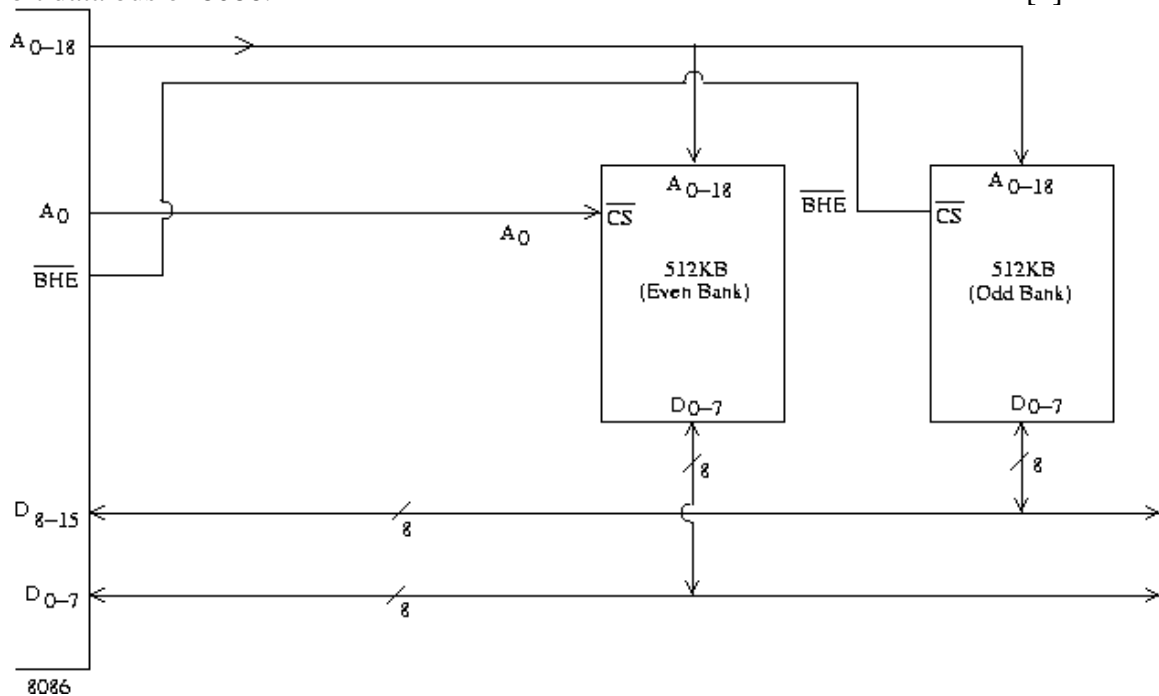 A0–18
A0–18
A0–18
BHE
A0
CS
CS
A0
BHE
512KB
(Even Bank)
512KB
(Odd Bank)
D0–7
D0–7
8
8
D8–15
8
D0–7
8
8086